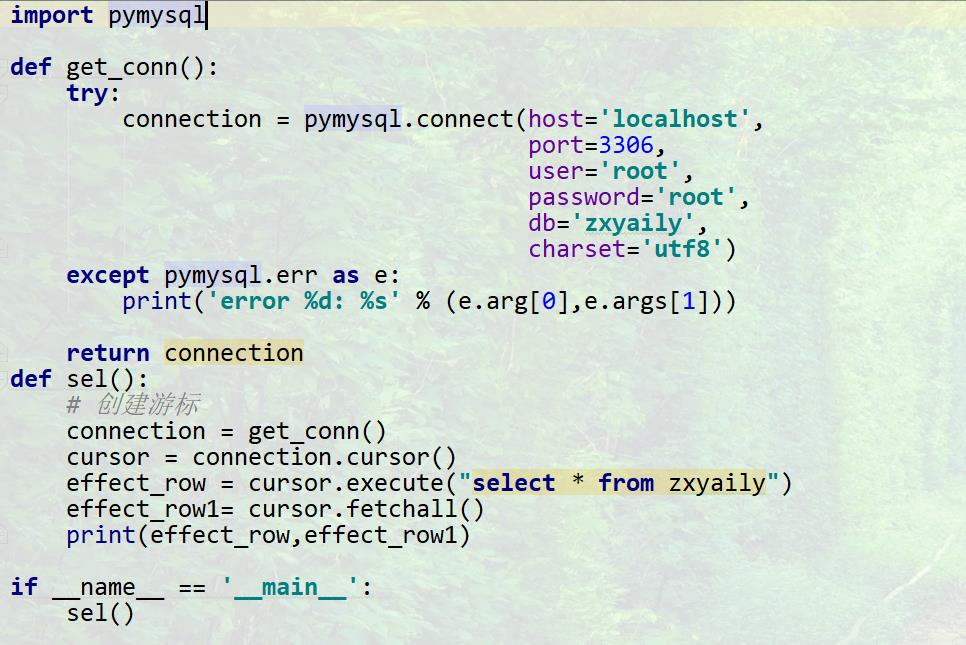 import pymysql
def get_conn():
try:
connection = pymysql.connect(host='localhost',
port=3306,
user='root',
password='root',
db='zxyaily',
charset='utf8')
except pymysql.err as e:
print('error %d: %s' % (e.arg[0],e.args[1]))
return connection
def sel():
# 创建游标
connection = get_conn()
cursor = connection.cursor()
effect_row = cursor.execute("select * from zxyaily")
effect_row1= cursor.fetchall()
print(effect_row,effect_row1)
if __name__ == '__main__':
sel()